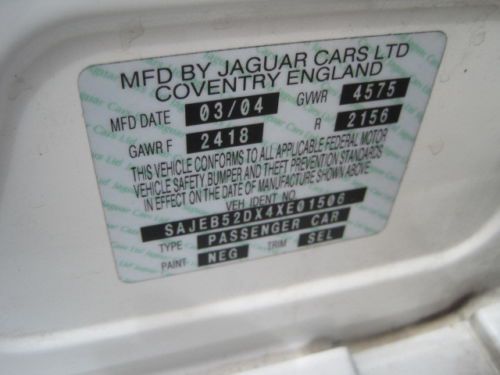 MFD BY JAGUAR CARS LTD
COVENTRY ENGLAND
MFD DATE 03/04 GVWR 4575
GAWR F 2418 R 2156
THIS VEHICLE CONFORMS TO ALL APPLICABLE FEDERAL MOTOR
VEHICLE SAFETY BUMPER AND THEFT PREVENTION STANDARDS
IN EFFECT ON THE DATE OF MANUFACTURE SHOWN ABOVE.
VEH IDENT NO
SAJEB52DX4XE01506
TYPE PASSENGER CAR
PAINT NEG TRIM SEL